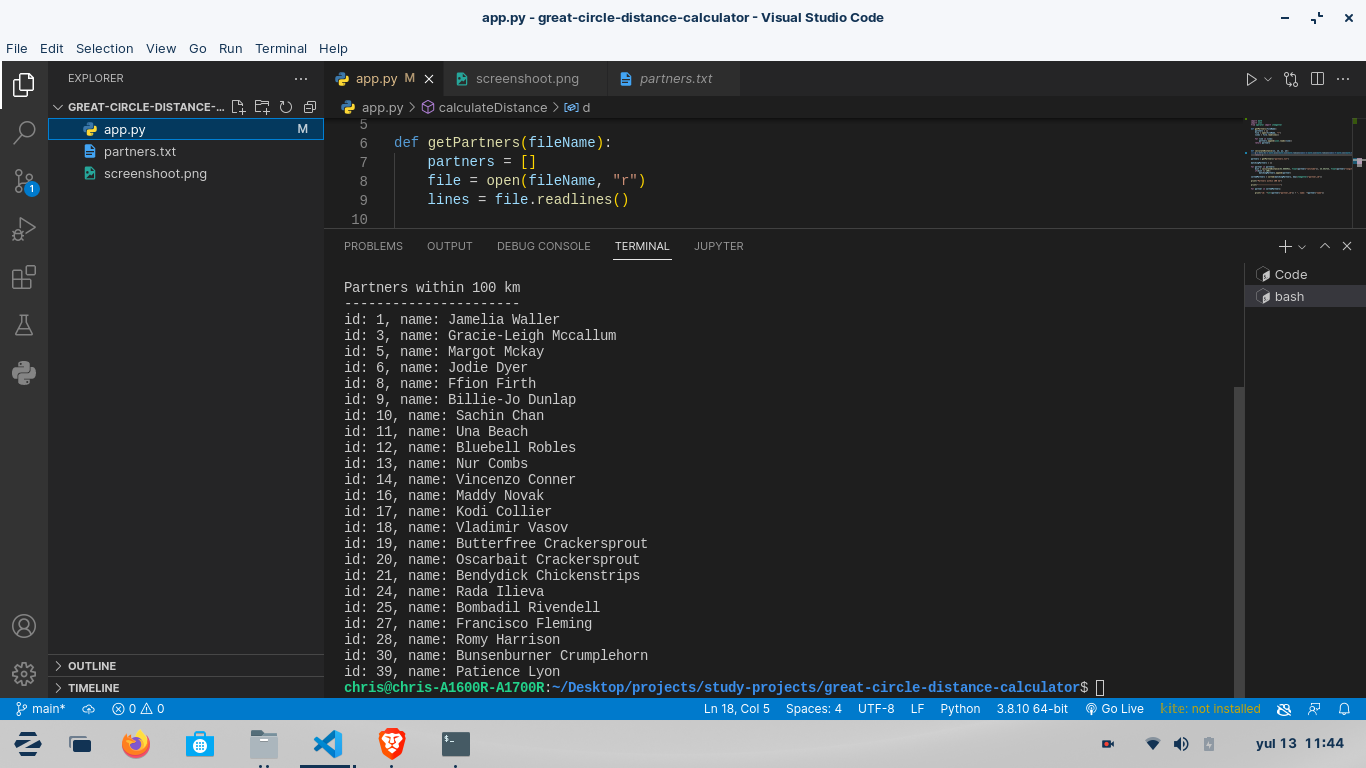 app.py - great-circle-distance-calculator - Visual Studio Code
File Edit Selection View Go Run Terminal Help
EXPLORER
GREAT-CIRCLE-DISTANCE-...
app.py M
partners.txt
screenshoot.png
1
OUTLINE
TIMELINE
app.py M screenshoot.png partners.txt
app.py > calculateDistance > d
5
6 def getPartners(fileName):
7 partners = []
8 file = open(fileName, "r")
9 lines = file.readlines()
10
PROBLEMS OUTPUT DEBUG CONSOLE TERMINAL JUPYTER
Code
bash
Partners within 100 km
----------------------
id: 1, name: Jamelia Waller
id: 3, name: Gracie-Leigh Mccallum
id: 5, name: Margot Mckay
id: 6, name: Jodie Dyer
id: 8, name: Ffion Firth
id: 9, name: Billie-Jo Dunlap
id: 10, name: Sachin Chan
id: 11, name: Una Beach
id: 12, name: Bluebell Robles
id: 13, name: Nur Combs
id: 14, name: Vincenzo Conner
id: 16, name: Maddy Novak
id: 17, name: Kodi Collier
id: 18, name: Vladimir Vasov
id: 19, name: Butterfree Crackersprout
id: 20, name: Oscarbait Crackersprout
id: 21, name: Bendydick Chickenstrips
id: 24, name: Rada Ilieva
id: 25, name: Bombadil Rivendell
id: 27, name: Francisco Fleming
id: 28, name: Romy Harrison
id: 30, name: Bunsenburner Crumplehorn
id: 39, name: Patience Lyon
chris@chris-A1600R-A1700R:~/Desktop/projects/study-projects/great-circle-distance-calculator$
main* 0 0 Ln 18, Col 5 Spaces: 4 UTF-8 LF Python 3.8.10 64-bit Go Live kite: not installed
yul 13 11:44